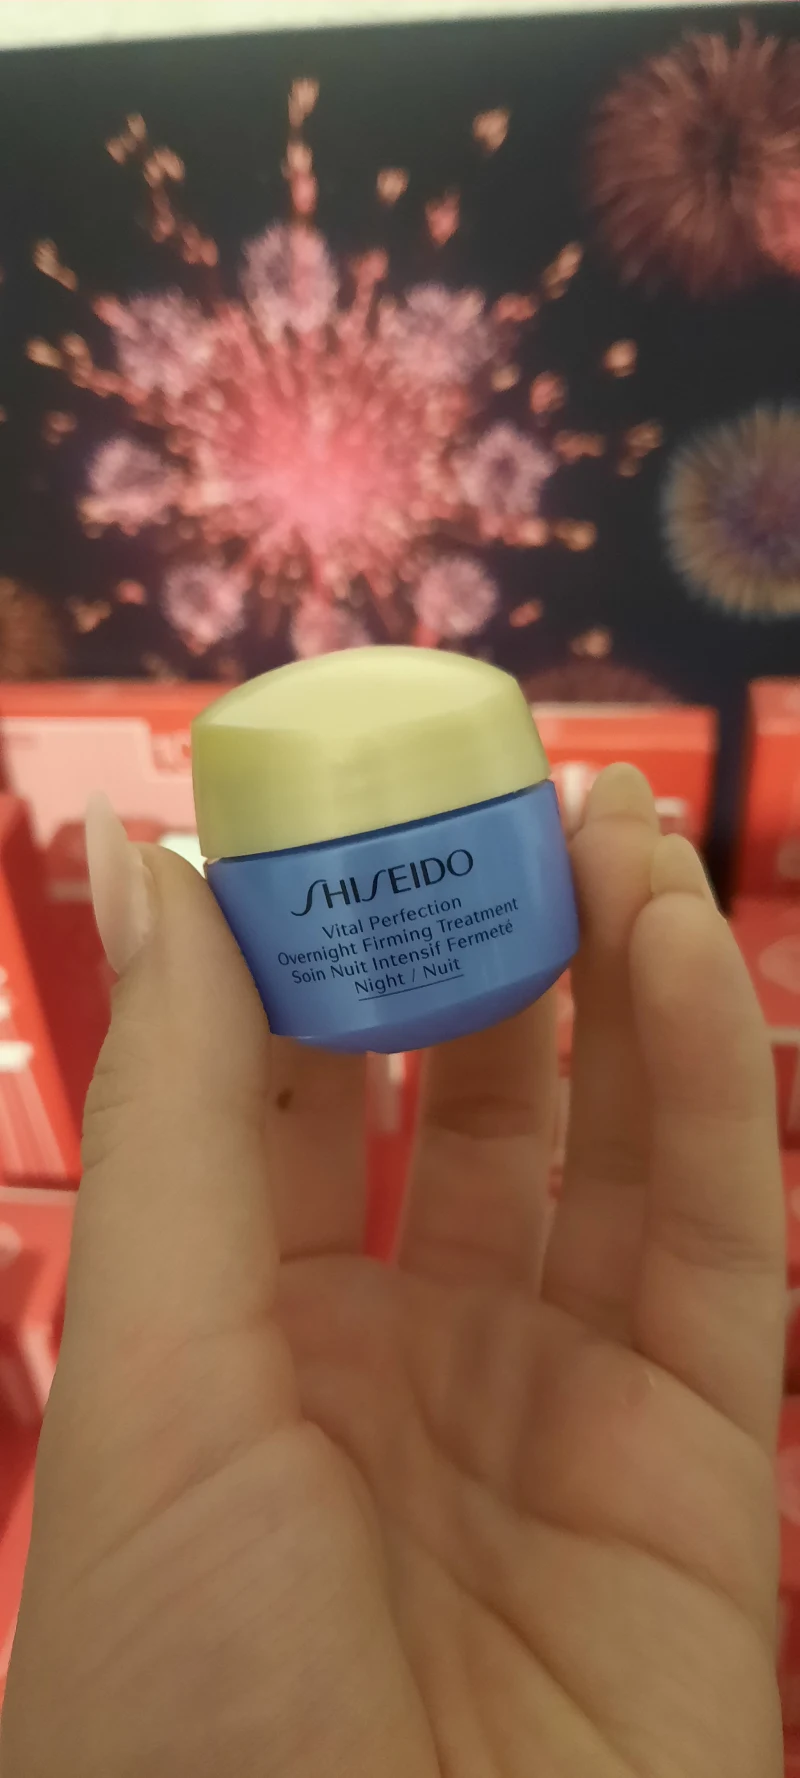 SHISEIDO
Vital Perfection
Overnight Firming Treatment
Soin Nuit Intensif Fermeté
Night / Nuit